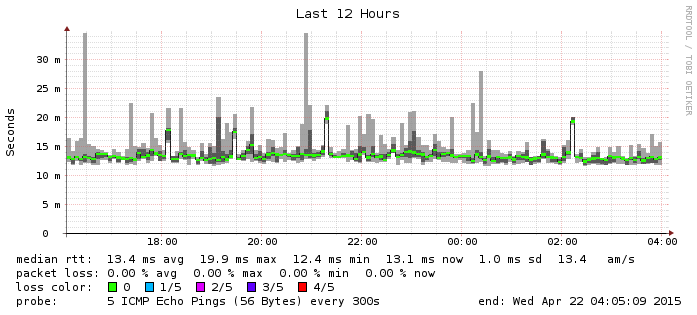 Last 12 Hours
RRDTOOL / TOBI OETIKER
Seconds
30 m
25 m
20 m
15 m
10 m
5 m
0
18:00 20:00 22:00 00:00 02:00 04:00
median rtt: 13.4 ms avg 19.9 ms max 12.4 ms min 13.1 ms now 1.0 ms sd 13.4 am/s
packet loss: 0.00 % avg 0.00 % max 0.00 % min 0.00 % now
loss color: 0 1/5 2/5 3/5 4/5
probe: 5 ICMP Echo Pings (56 Bytes) every 300s end: Wed Apr 22 04:05:09 2015